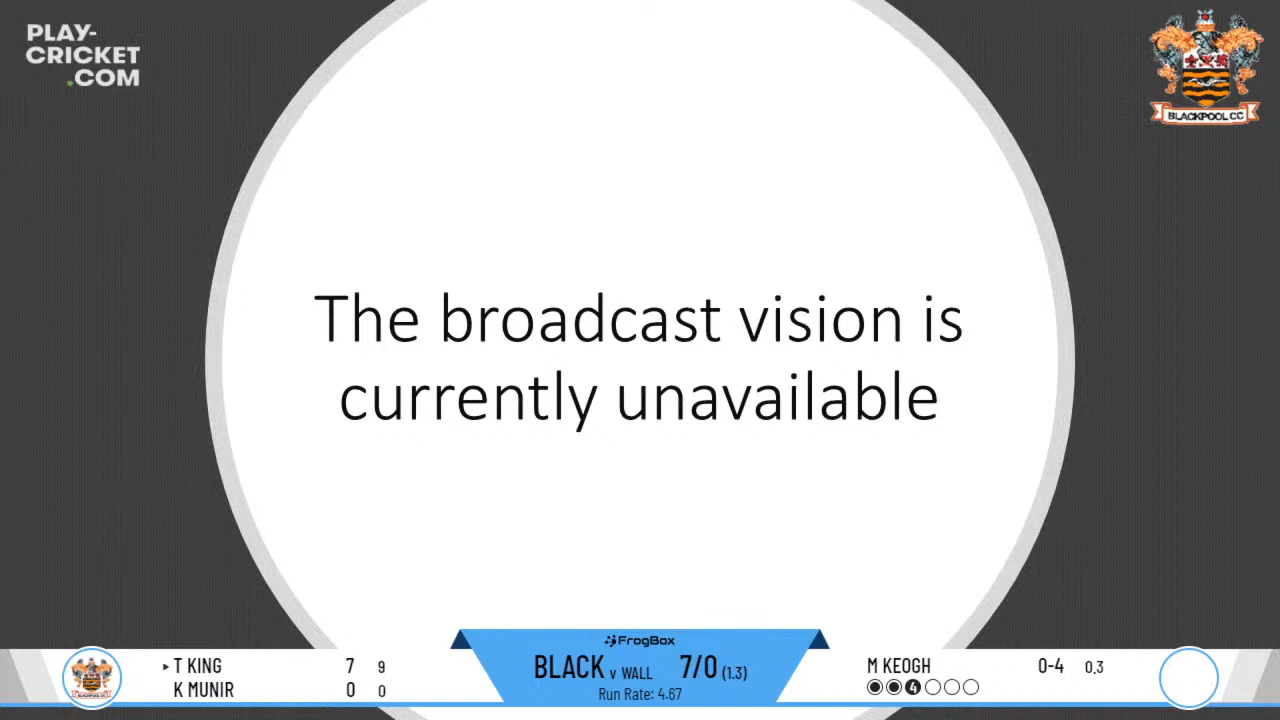 PLAY-
CRICKET
.COM
BLACKPOOL CC
The broadcast vision is
currently unavailable
FrogBox
T KING 7 9
K MUNIR 0 0
BLACK v WALL 7/0 (1.3)
Run Rate: 4.67
M KEOGH 0-4 0.3
4